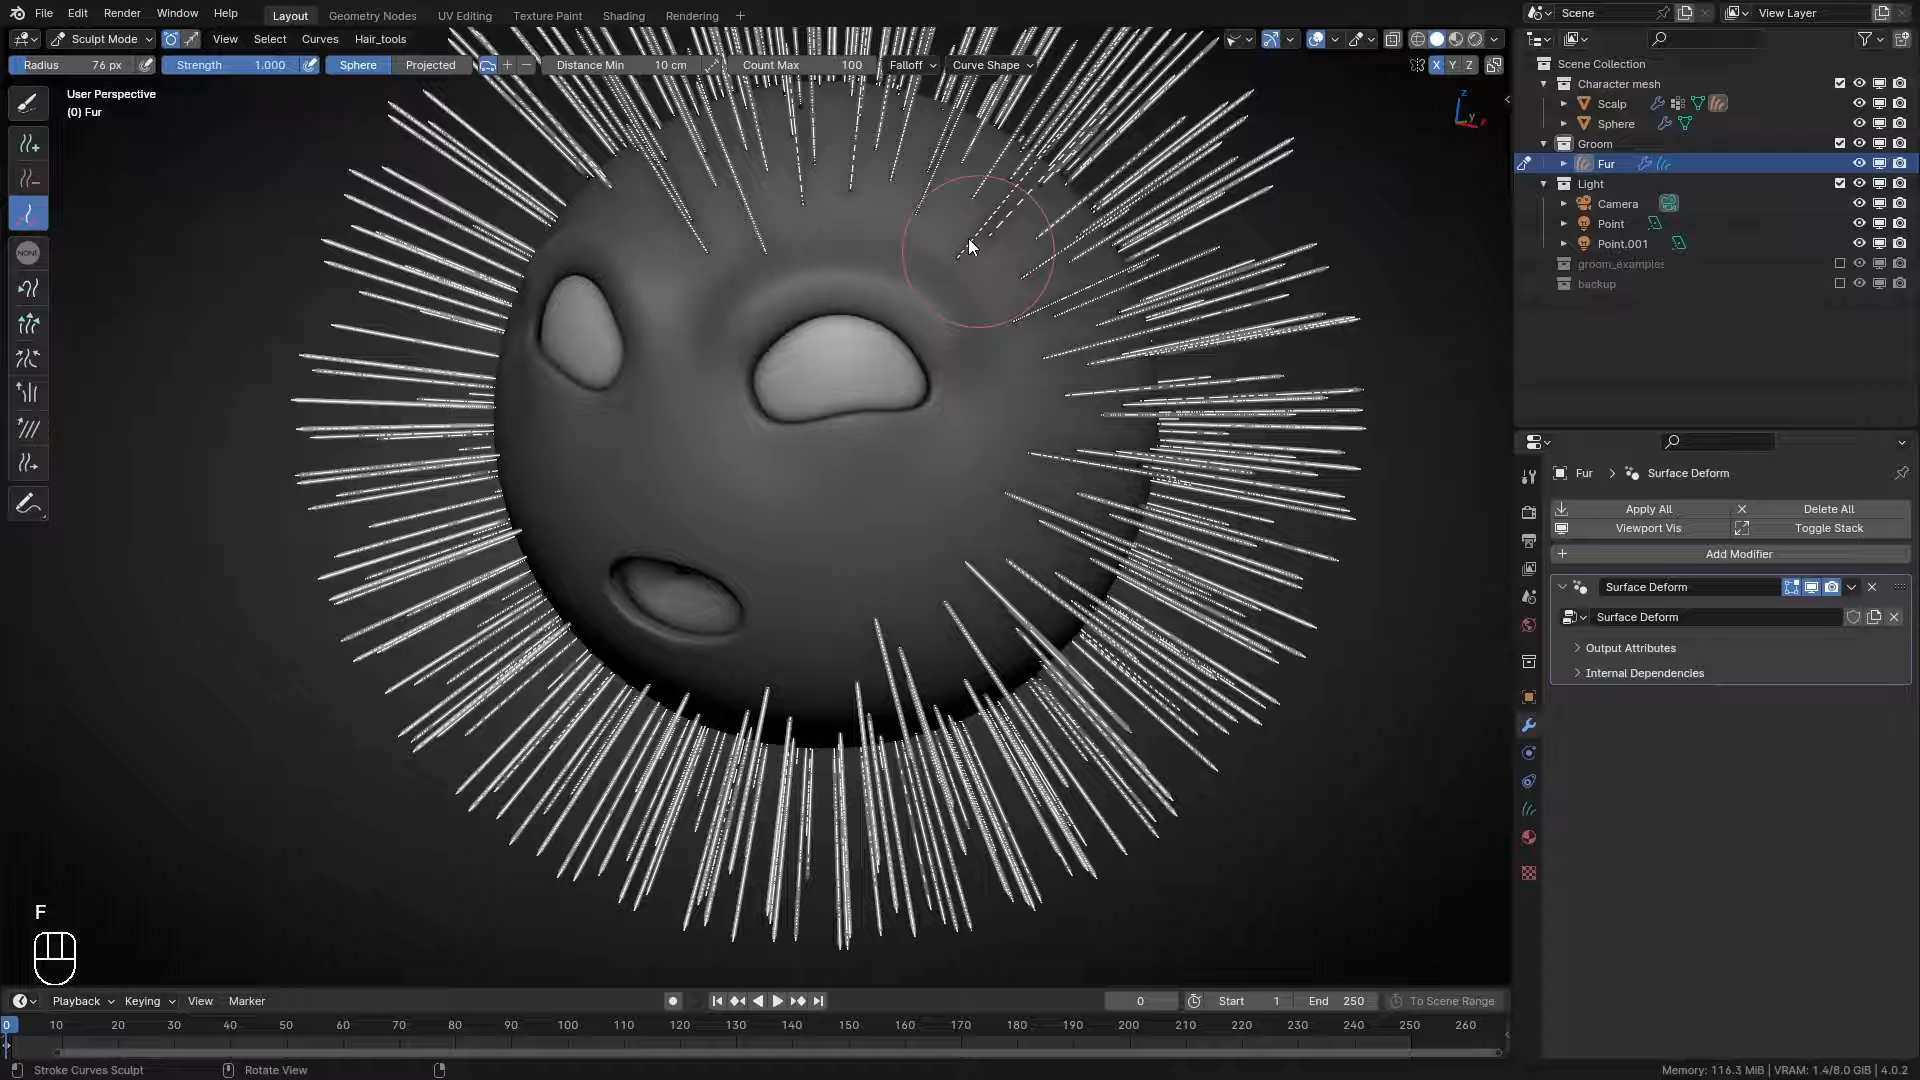 File Edit Render Window Help Layout Geometry Nodes UV Editing Texture Paint Shading Rendering + Scene View Layer
Sculpt Mode View Select Curves Hair_tools
Radius 76 px Strength 1.000 Sphere Projected Distance Min 10 cm Count Max 100 Falloff Curve Shape X Y Z
User Perspective
(0) Fur
Z
Y
NONE
Scene Collection
Character mesh
Scalp
Sphere
Groom
Fur
Light
Camera
Point
Point.001
groom_examples
backup
Fur > Surface Deform
Apply All Delete All
Viewport Vis Toggle Stack
Add Modifier
Surface Deform
Surface Deform
Output Attributes
Internal Dependencies
F
Playback Keying View Marker 0 Start 1 End 250 To Scene Range
0 10 20 30 40 50 60 70 80 90 100 110 120 130 140 150 160 170 180 190 200 210 220 230 240 250 260
Stroke Curves Sculpt Rotate View Memory: 116.3 MiB | VRAM: 1.4/8.0 GiB | 4.0.2